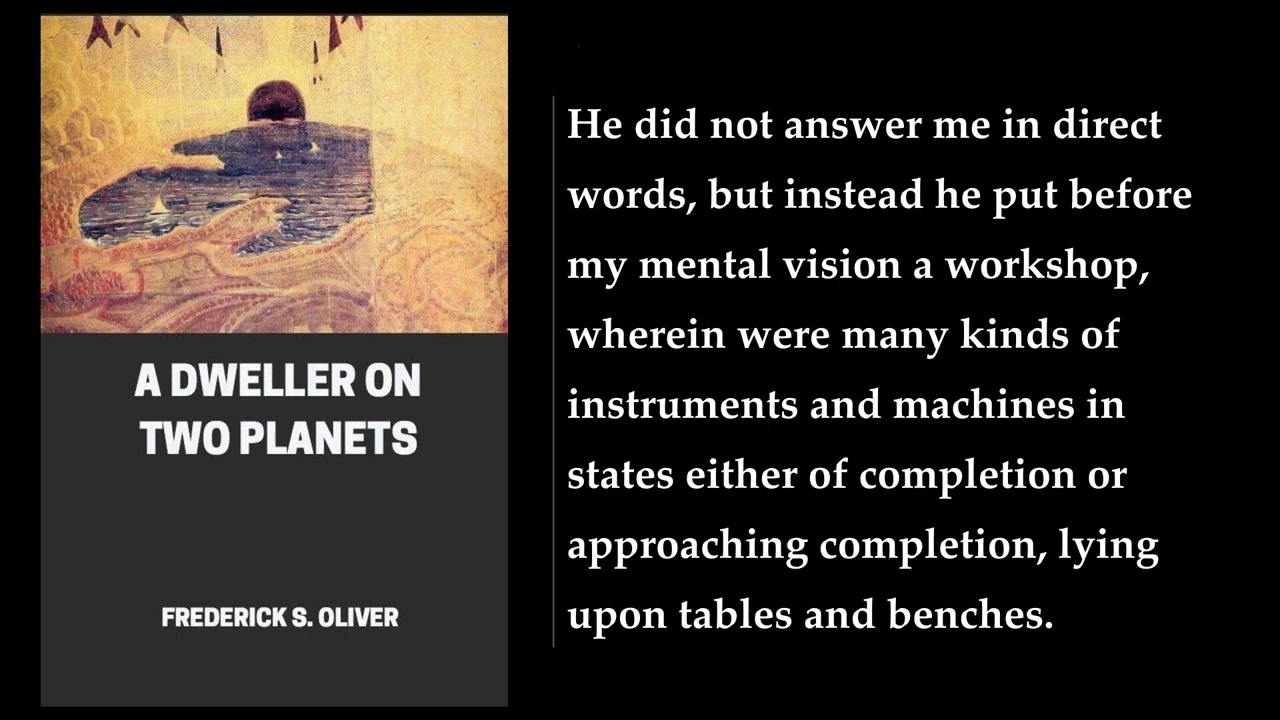 A DWELLER ON
TWO PLANETS
FREDERICK S. OLIVER
He did not answer me in direct
words, but instead he put before
my mental vision a workshop,
wherein were many kinds of
instruments and machines in
states either of completion or
approaching completion, lying
upon tables and benches.